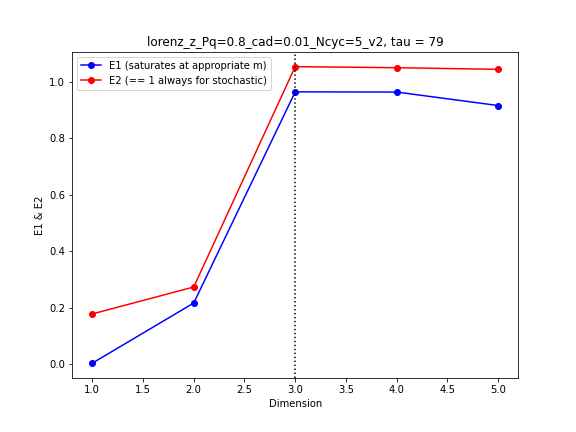 lorenz_z_Pq=0.8_cad=0.01_Ncyc=5_v2, tau = 79
E1 (saturates at appropriate m)
E2 (== 1 always for stochastic)
1.0
0.8
0.6
0.4
0.2
0.0
E1 & E2
1.0 1.5 2.0 2.5 3.0 3.5 4.0 4.5 5.0
Dimension